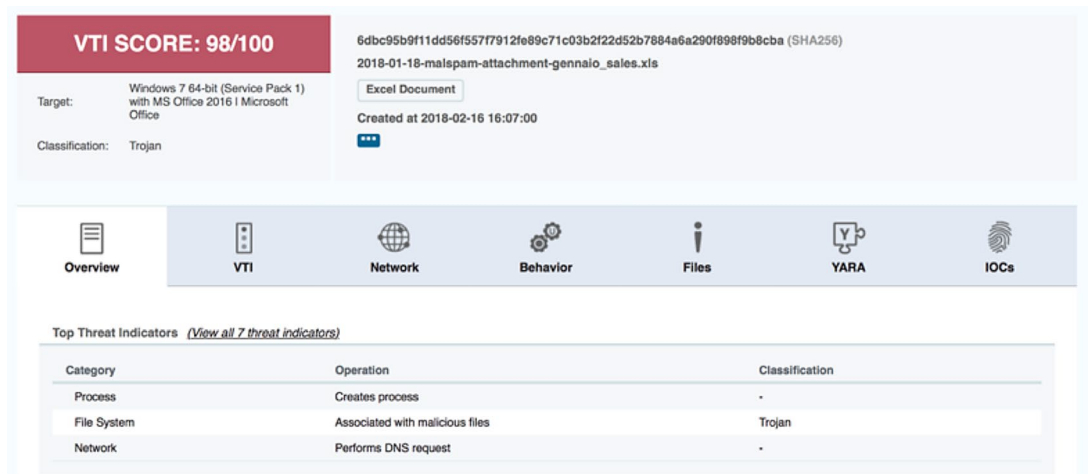 VTI SCORE: 98/100
Target: Windows 7 64-bit (Service Pack 1)
with MS Office 2016 | Microsoft
Office
Classification: Trojan
6dbc95b9f11dd56f557f7912fe89c71c03b2f22d52b7884a6a290f898f9b8cba (SHA256)
2018-01-18-malspam-attachment-gennaio_sales.xls
Excel Document
Created at 2018-02-16 16:07:00
Overview VTI Network Behavior Files YARA IOCs
Top Threat Indicators (View all 7 threat indicators)
Category Operation Classification
Process Creates process -
File System Associated with malicious files Trojan
Network Performs DNS request -